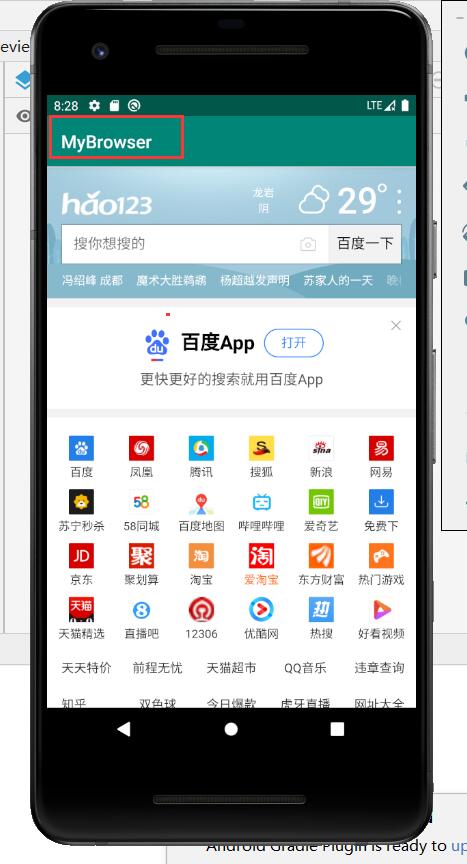 eview
8:28 LTE
MyBrowser
hǎo123 龙岩 阴 29°
搜你想搜的 百度一下
冯绍峰 成都 魔术大胜鹈鹕 杨超越发声明 苏家人的一天 晚
du 百度App 打开
更快更好的搜索就用百度App
百度 凤凰 腾讯 搜狐 新浪 网易
苏宁秒杀 58同城 百度地图 哔哩哔哩 爱奇艺 免费下
京东 聚划算 淘宝 爱淘宝 东方财富 热门游戏
天猫精选 直播吧 12306 优酷网 热搜 好看视频
天天特价 前程无忧 天猫超市 QQ音乐 违章查询
知乎 双色球 今日爆款 虎牙直播 网址大全
Android Gradle Plugin is ready to up